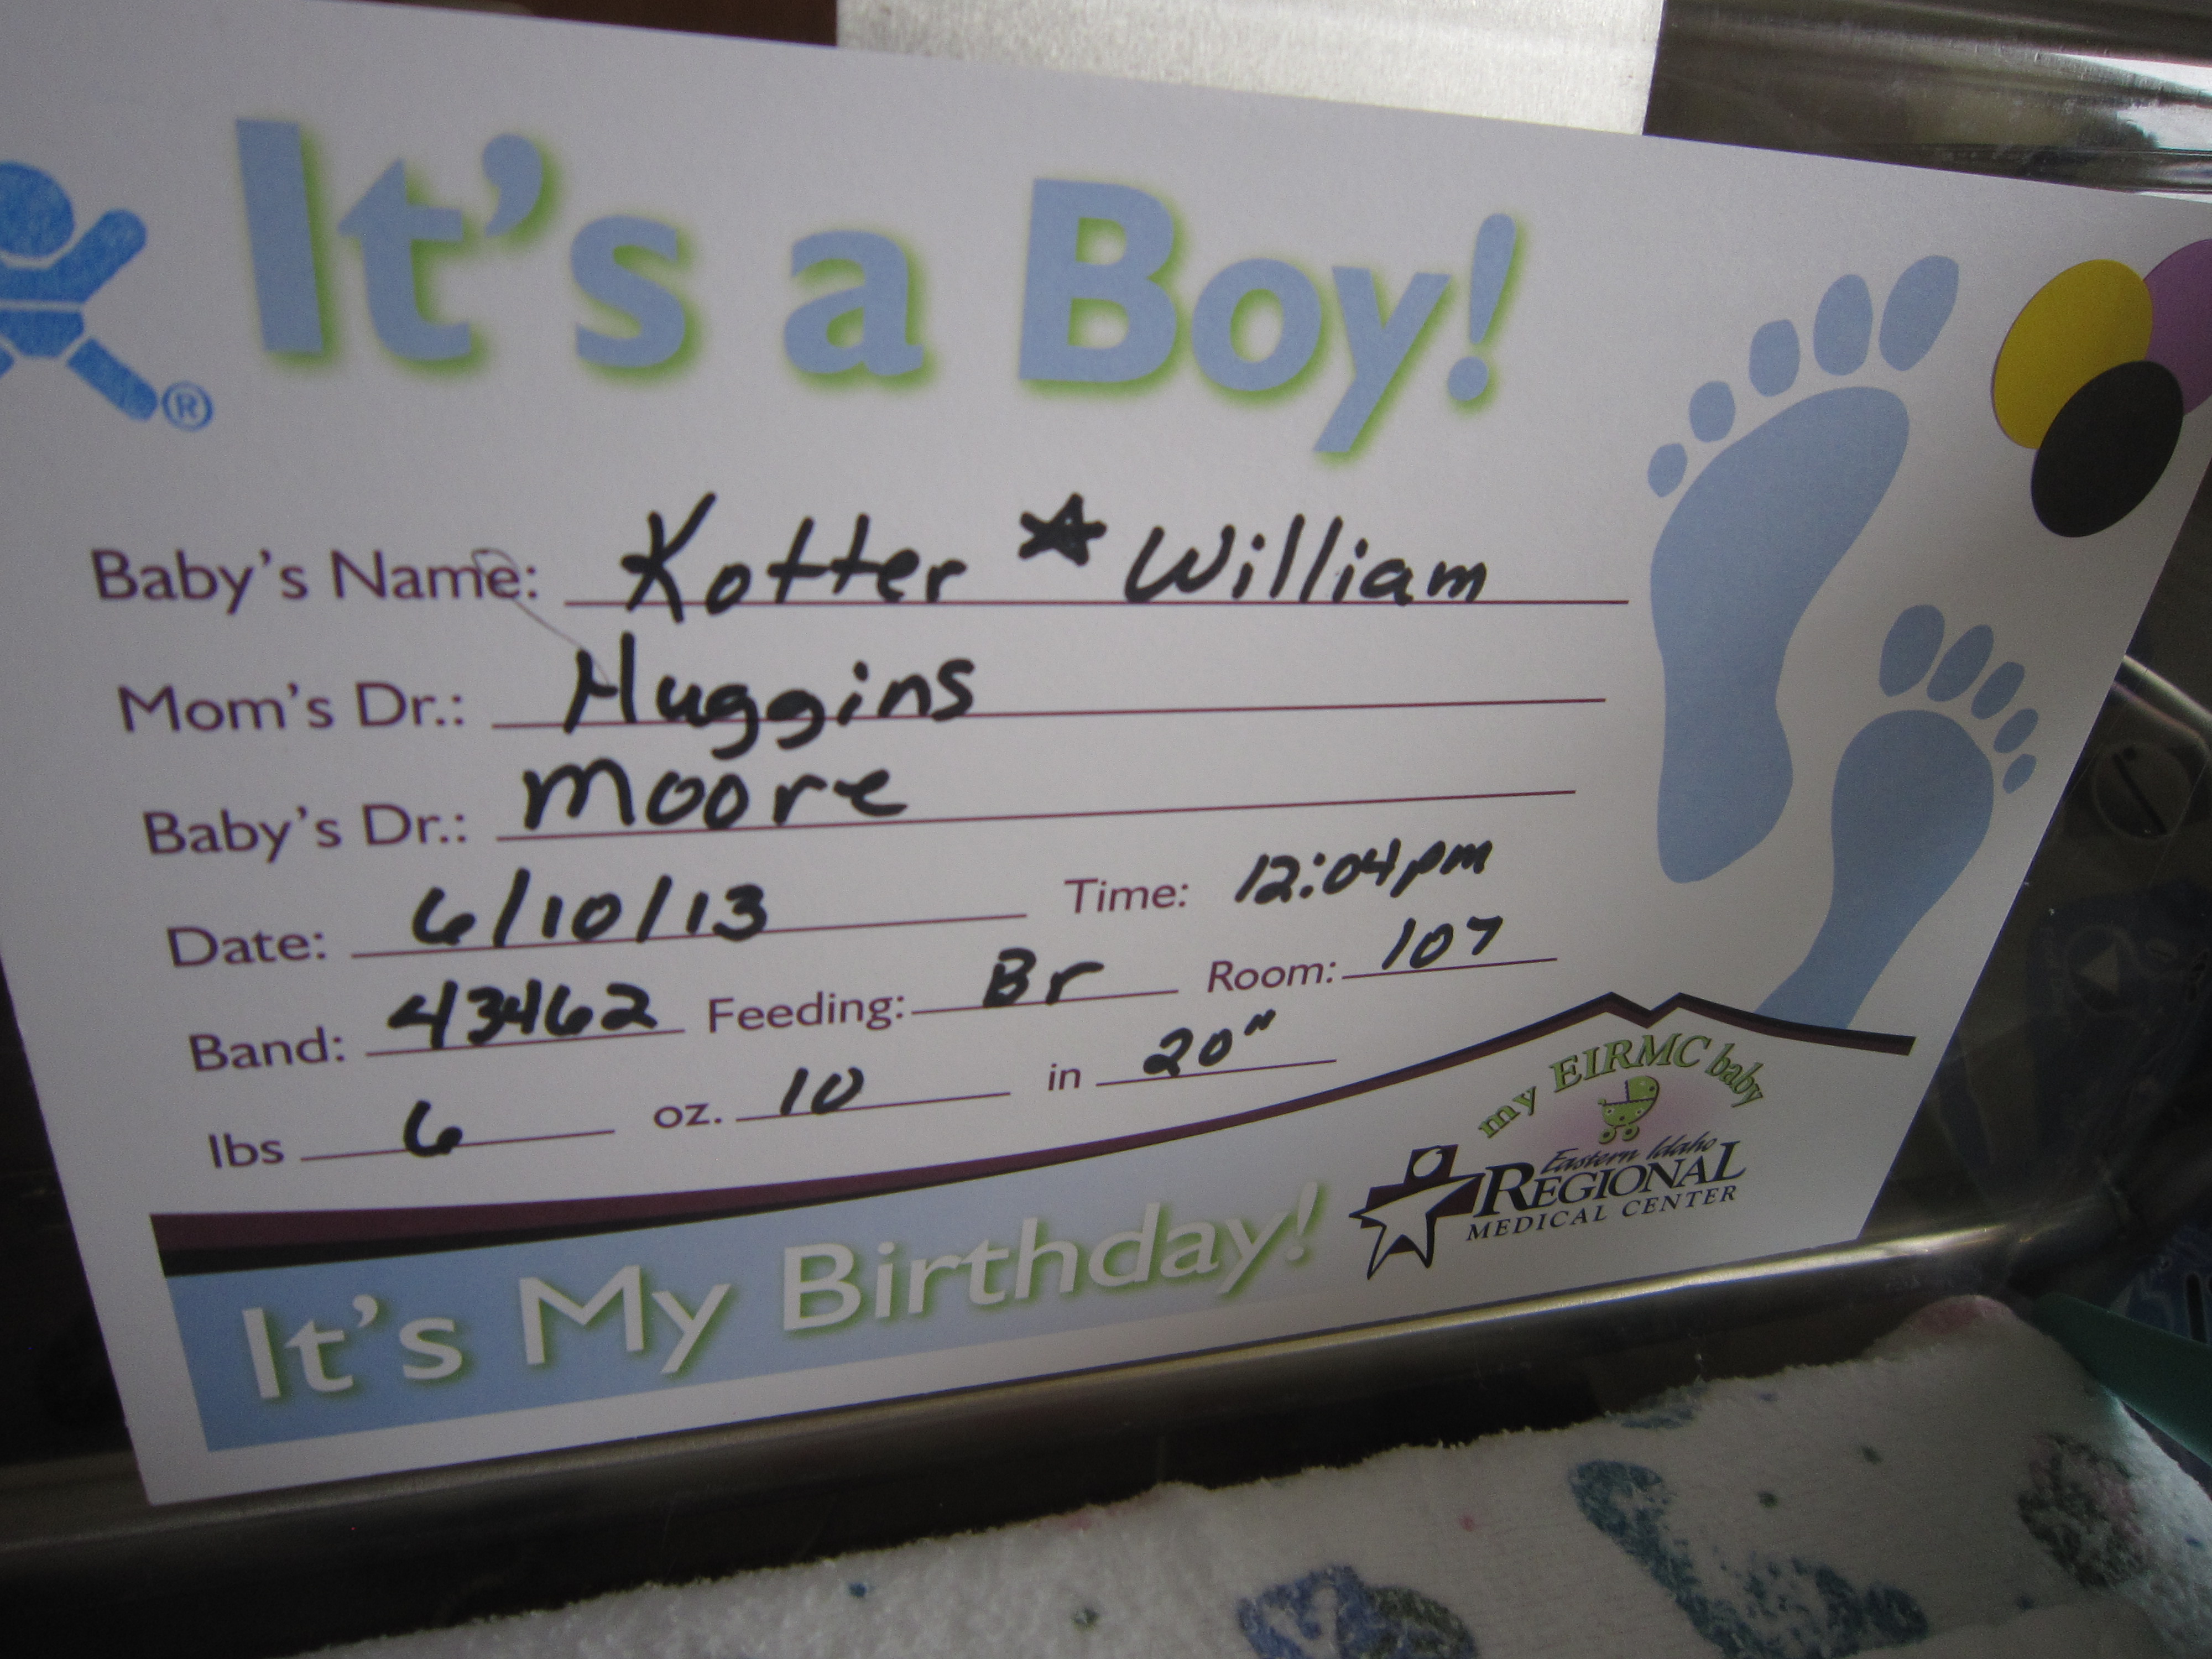 ®
It's a Boy!
Baby's Name: Kotter ★ William
Mom's Dr.: Huggins
Baby's Dr.: Moore
Date: 6/10/13 Time: 12:04pm
Band: 43462 Feeding: Br Room: 107
lbs 6 oz. 10 in 20"
my EIRMC baby
Eastern Idaho
REGIONAL
MEDICAL CENTER
It's My Birthday!